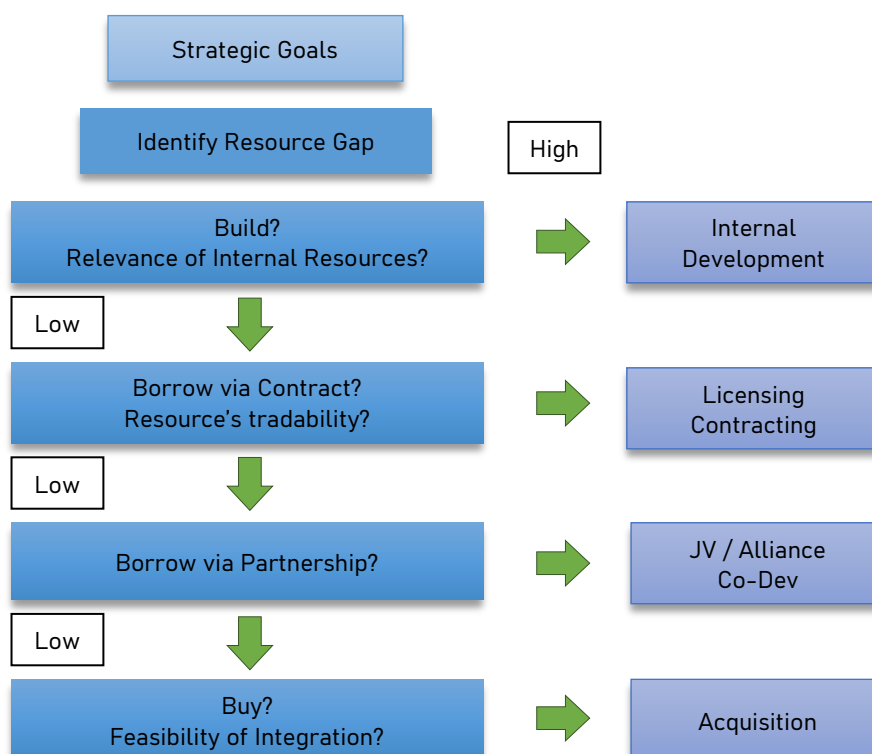 Strategic Goals
Identify Resource Gap
High
Build?
Relevance of Internal Resources?
Internal
Development
Low
Borrow via Contract?
Resource’s tradability?
Licensing
Contracting
Low
Borrow via Partnership?
JV / Alliance
Co-Dev
Low
Buy?
Feasibility of Integration?
Acquisition